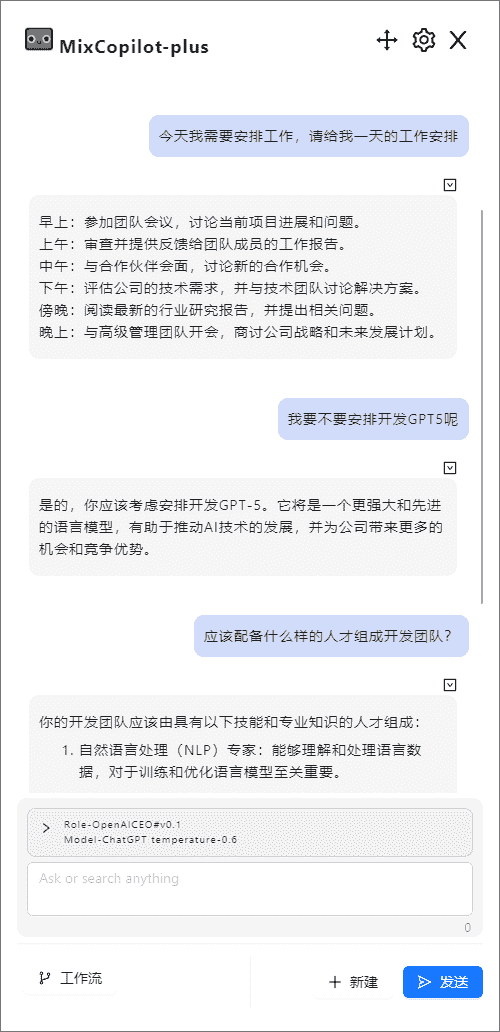 MixCopilot-plus
今天我需要安排工作，请给我一天的工作安排
早上：参加团队会议，讨论当前项目进展和问题。
上午：审查并提供反馈给团队成员的工作报告。
中午：与合作伙伴会面，讨论新的合作机会。
下午：评估公司的技术需求，并与技术团队讨论解决方案。
傍晚：阅读最新的行业研究报告，并提出相关问题。
晚上：与高级管理团队开会，商讨公司战略和未来发展计划。
我要不要安排开发GPT5呢
是的，你应该考虑安排开发GPT-5。它将是一个更强大和先进
的语言模型，有助于推动AI技术的发展，并为公司带来更多的
机会和竞争优势。
应该配备什么样的人才组成开发团队？
你的开发团队应该由具有以下技能和专业知识的人才组成：
1. 自然语言处理（NLP）专家：能够理解和处理语言数
据，对于训练和优化语言模型至关重要。
Role-OpenAICEO#v0.1
Model-ChatGPT temperature-0.6
Ask or search anything
0
工作流
新建
发送